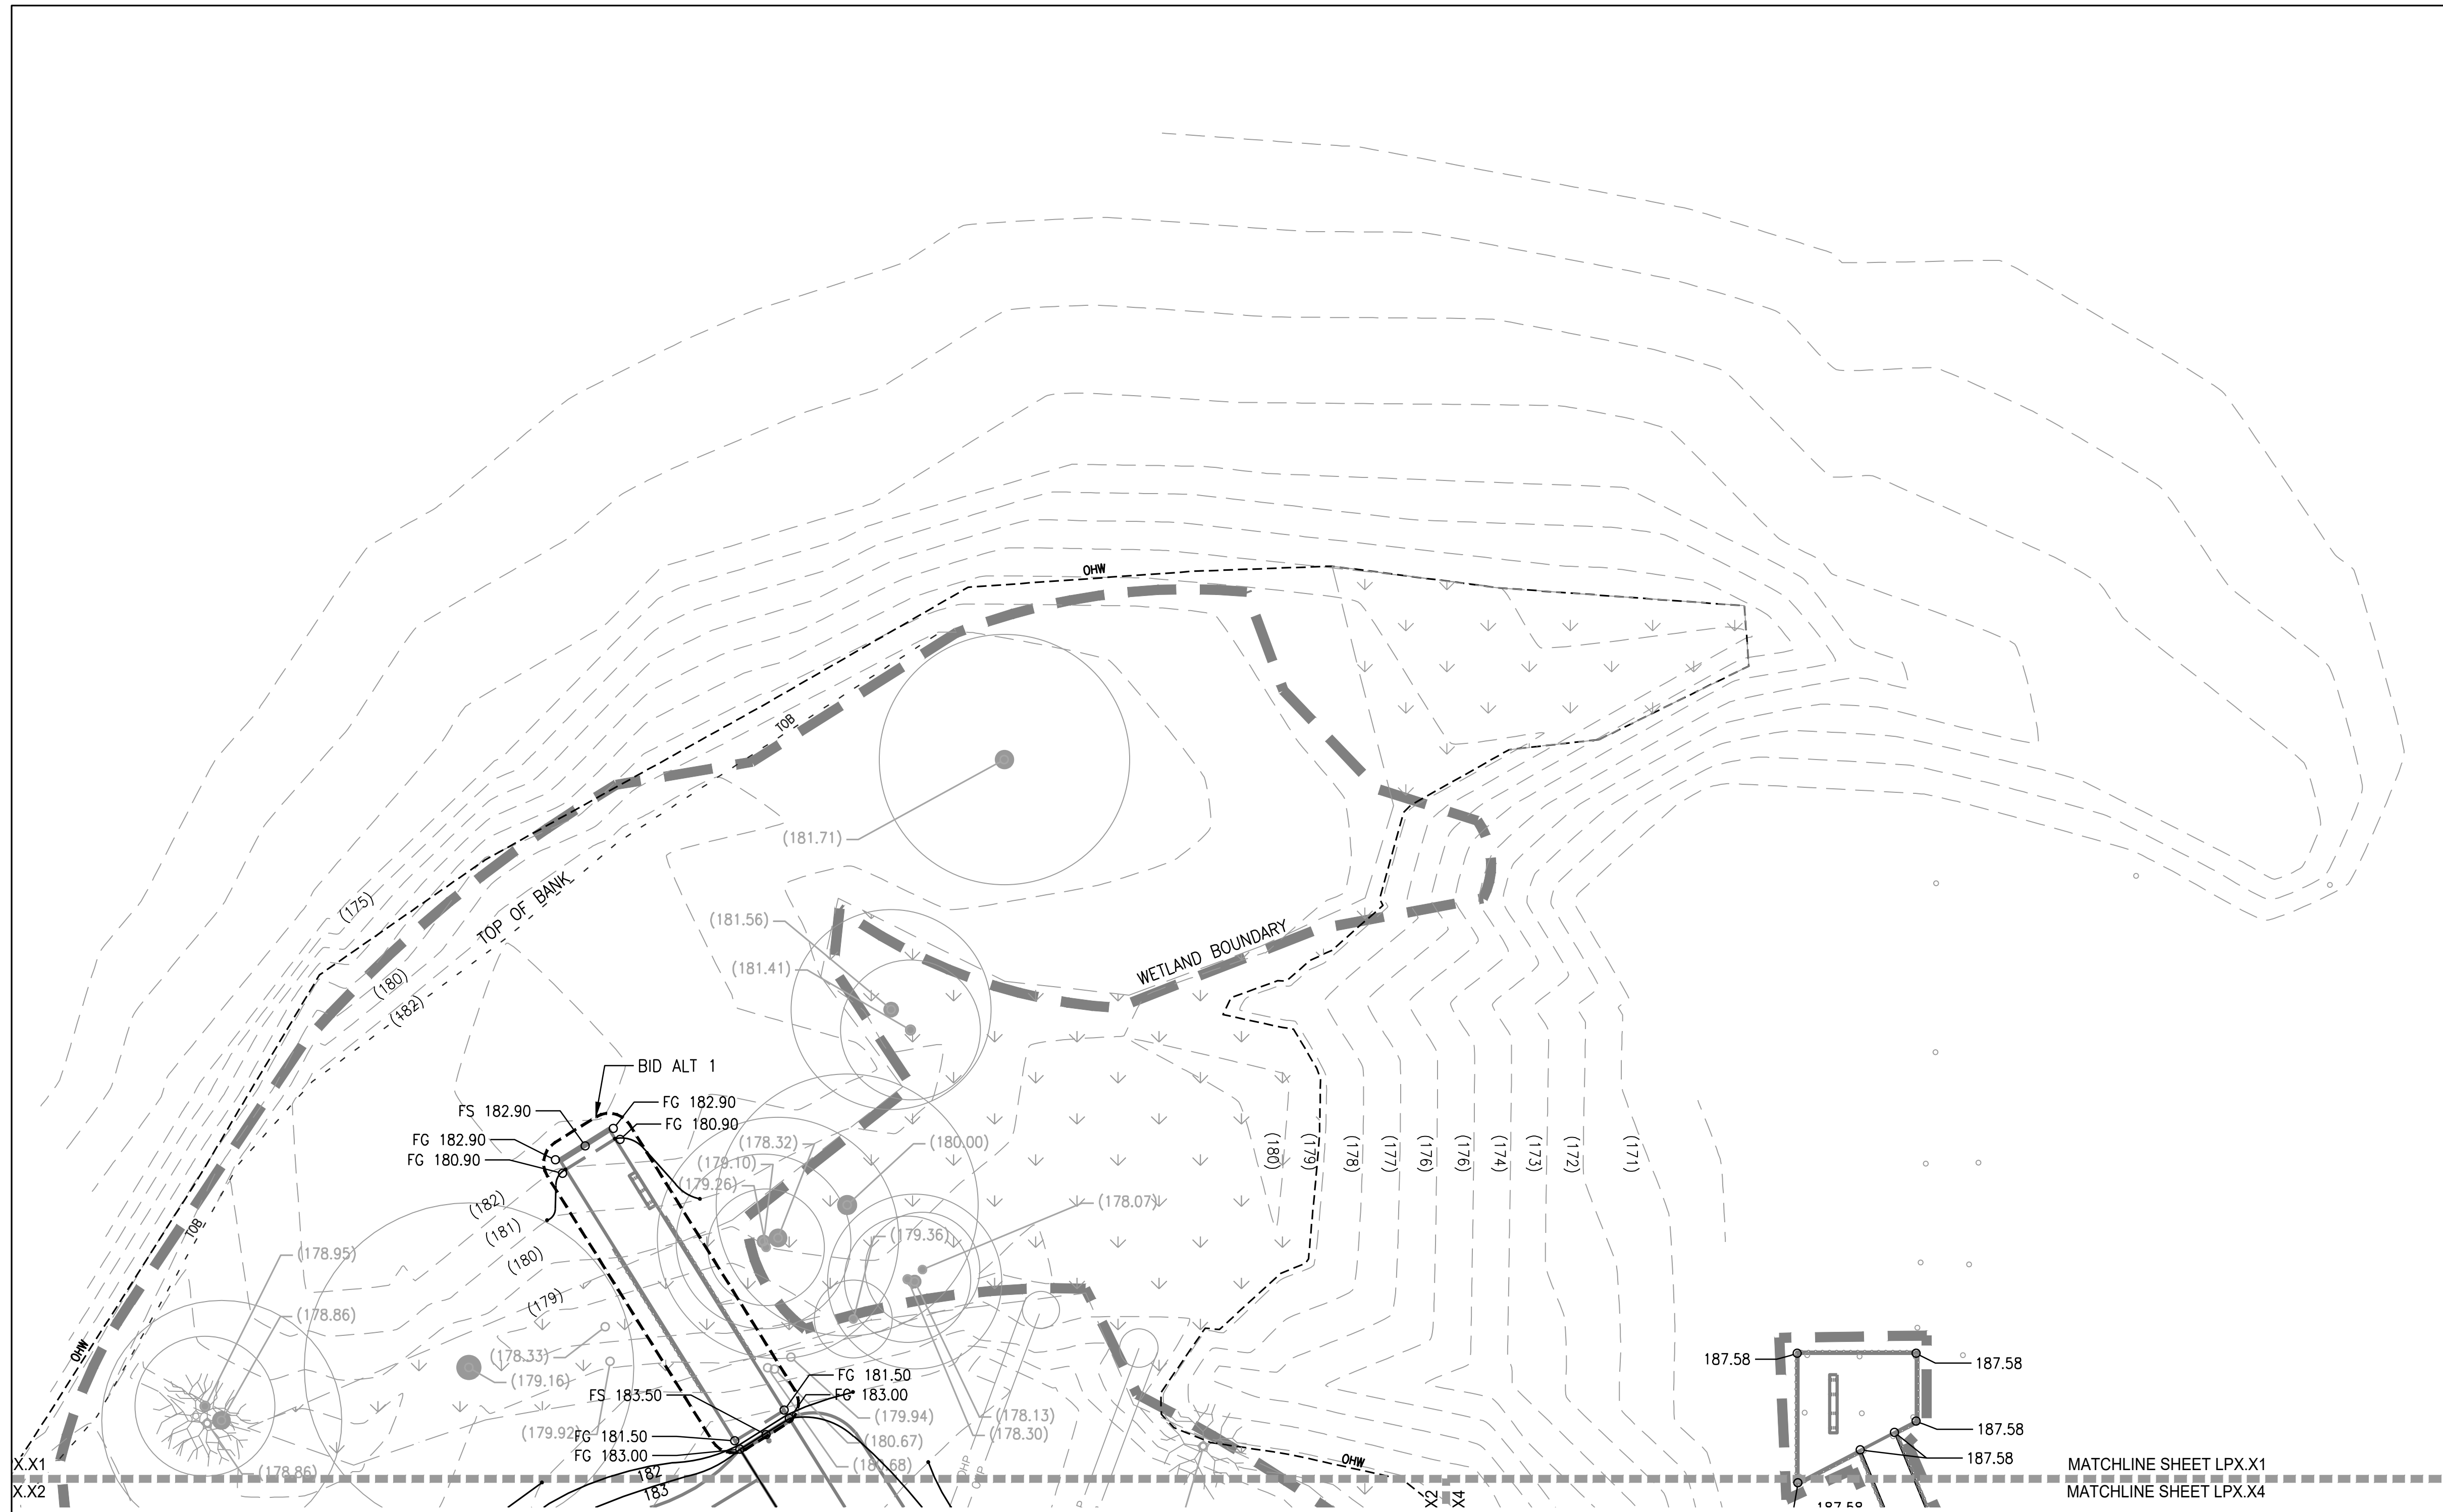 OHW
TOB
(181.71)
(175)
TOP OF BANK
(181.56)
WETLAND BOUNDARY
(181.41)
(180)
(182)
BID ALT 1
FS 182.90
FG 182.90
FG 180.90
FG 182.90
FG 180.90
(178.32)
(180.00)
(179.10)
(179.26)
(180)
(179)
(178)
(177)
(176)
(176)
(174)
(173)
(172)
(171)
(182)
(181)
(180)
(179)
(178.07)
(179.36)
TOB
(178.95)
(178.86)
OHW
(178.33)
(179.16)
FS 183.50
FG 181.50
FG 183.00
(179.94)
(178.13)
(179.92)
FG 181.50
(180.67)
(178.30)
FG 183.00
187.58
187.58
187.58
187.58
OHW
(178.86)
182
183
OHP
X.X1
X.X2
X2
X4
MATCHLINE SHEET LPX.X1
MATCHLINE SHEET LPX.X4